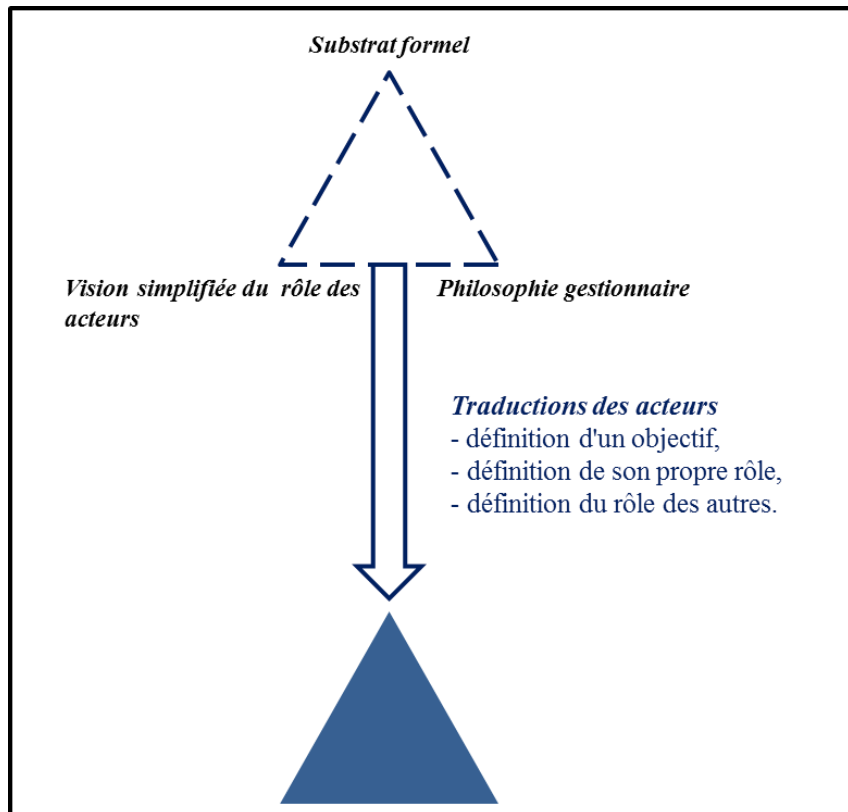 Substrat formel
Vision simplifiée du rôle des
acteurs
Philosophie gestionnaire
Traductions des acteurs
- définition d'un objectif,
- définition de son propre rôle,
- définition du rôle des autres.